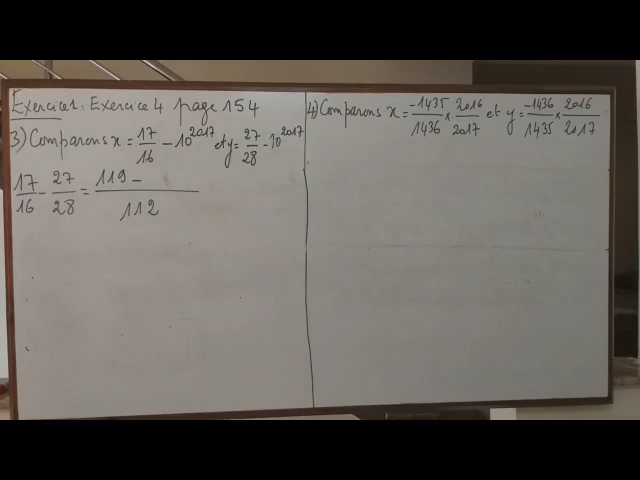 Exercice1: Exercice 4 page 154
3) Comparons x = 17/16 - 10^2017 et y = 27/28 - 10^2017
17/16 - 27/28 = 119 - / 112
4) Comparons x = -1435/1436 × 2016/2017 et y = -1436/1435 × 2016/2017